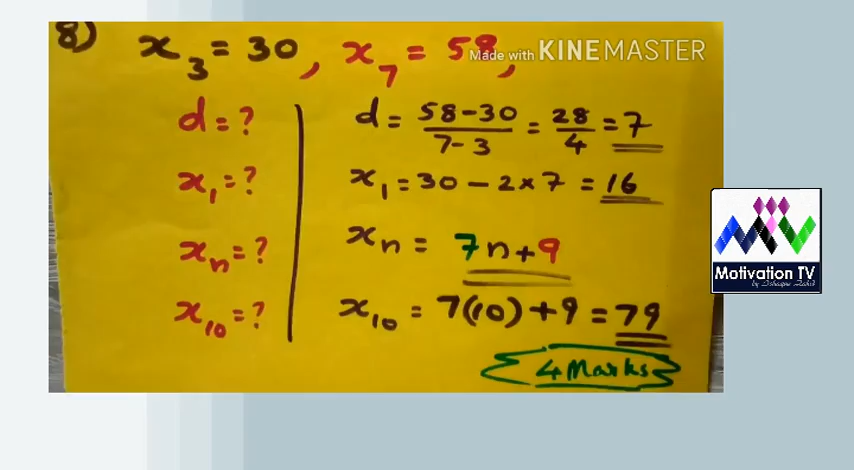 8) x₃ = 30, x₇ = 58,
Made with KINEMASTER
d = ?
d = 58-30/7-3 = 28/4 = 7
x₁ = ?
x₁ = 30 - 2 × 7 = 16
xₙ = ?
xₙ = 7n + 9
x₁₀ = ?
x₁₀ = 7(10) + 9 = 79
4 Marks
Motivation TV